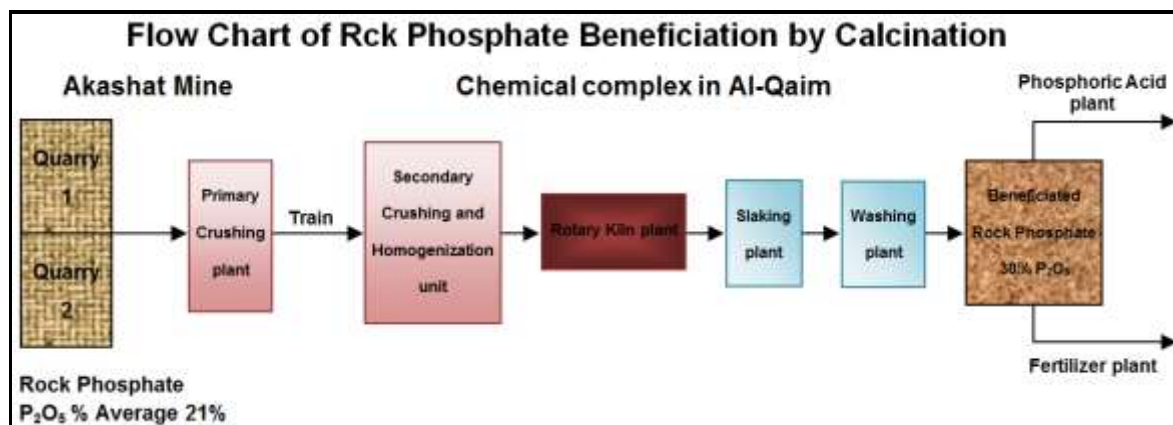 Flow Chart of Rck Phosphate Beneficiation by Calcination
Akashat Mine
Chemical complex in Al-Qaim
Phosphoric Acid
plant
Quarry
1
Quarry
2
Primary
Crushing
plant
Train
Secondary
Crushing and
Homogenization
unit
Rotary Kiln plant
Slaking
plant
Washing
plant
Beneficiated
Rock Phosphate
30% P₂O₅
Fertilizer plant
Rock Phosphate
P₂O₅ % Average 21%